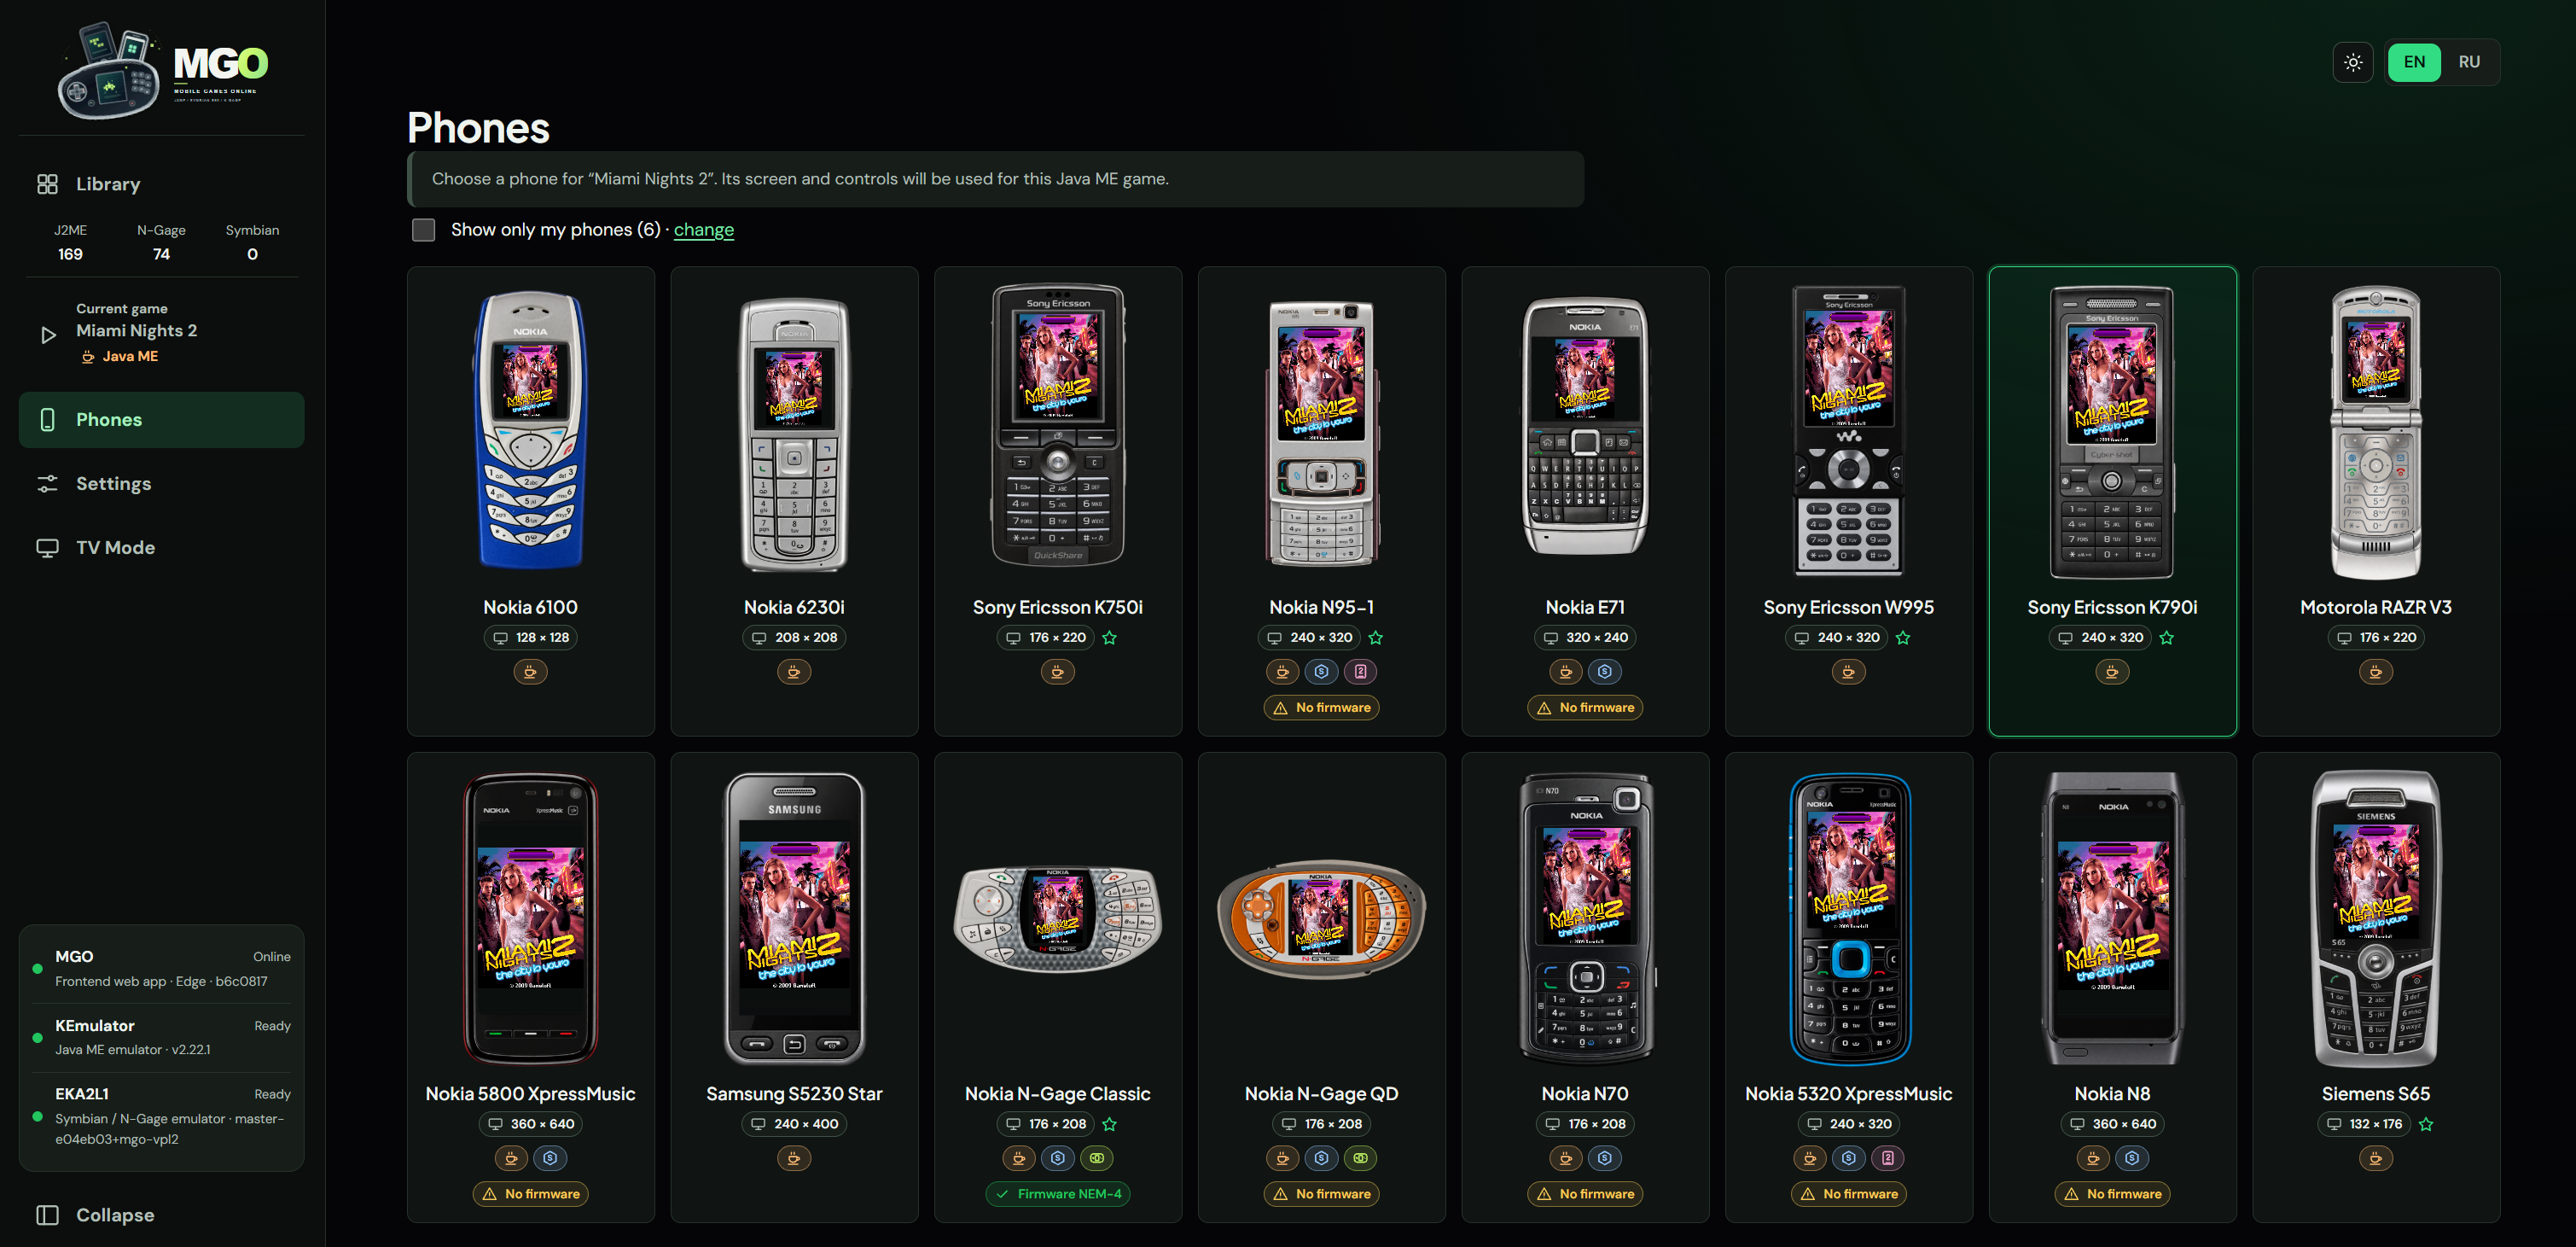 MGO
MOBILE GAMES ONLINE
Library
J2ME N-Gage Symbian
169 74 0
Current game
Miami Nights 2
Java ME
Phones
Settings
TV Mode
MGO Online
Frontend web app · Edge · b6c0817
KEmulator Ready
Java ME emulator · v2.22.1
EKA2L1 Ready
Symbian / N-Gage emulator · master-
e04eb03+mgo-vpl2
Collapse
EN RU
Phones
Choose a phone for “Miami Nights 2”. Its screen and controls will be used for this Java ME game.
Show only my phones (6) · change
Nokia 6100
128 × 128
Nokia 6230i
208 × 208
Sony Ericsson K750i
176 × 220
Nokia N95-1
240 × 320
No firmware
Nokia E71
320 × 240
No firmware
Sony Ericsson W995
240 × 320
Sony Ericsson K790i
240 × 320
Motorola RAZR V3
176 × 220
Nokia 5800 XpressMusic
360 × 640
No firmware
Samsung S5230 Star
240 × 400
Nokia N-Gage Classic
176 × 208
Firmware NEM-4
Nokia N-Gage QD
176 × 208
No firmware
Nokia N70
176 × 208
No firmware
Nokia 5320 XpressMusic
240 × 320
No firmware
Nokia N8
360 × 640
No firmware
Siemens S65
132 × 176